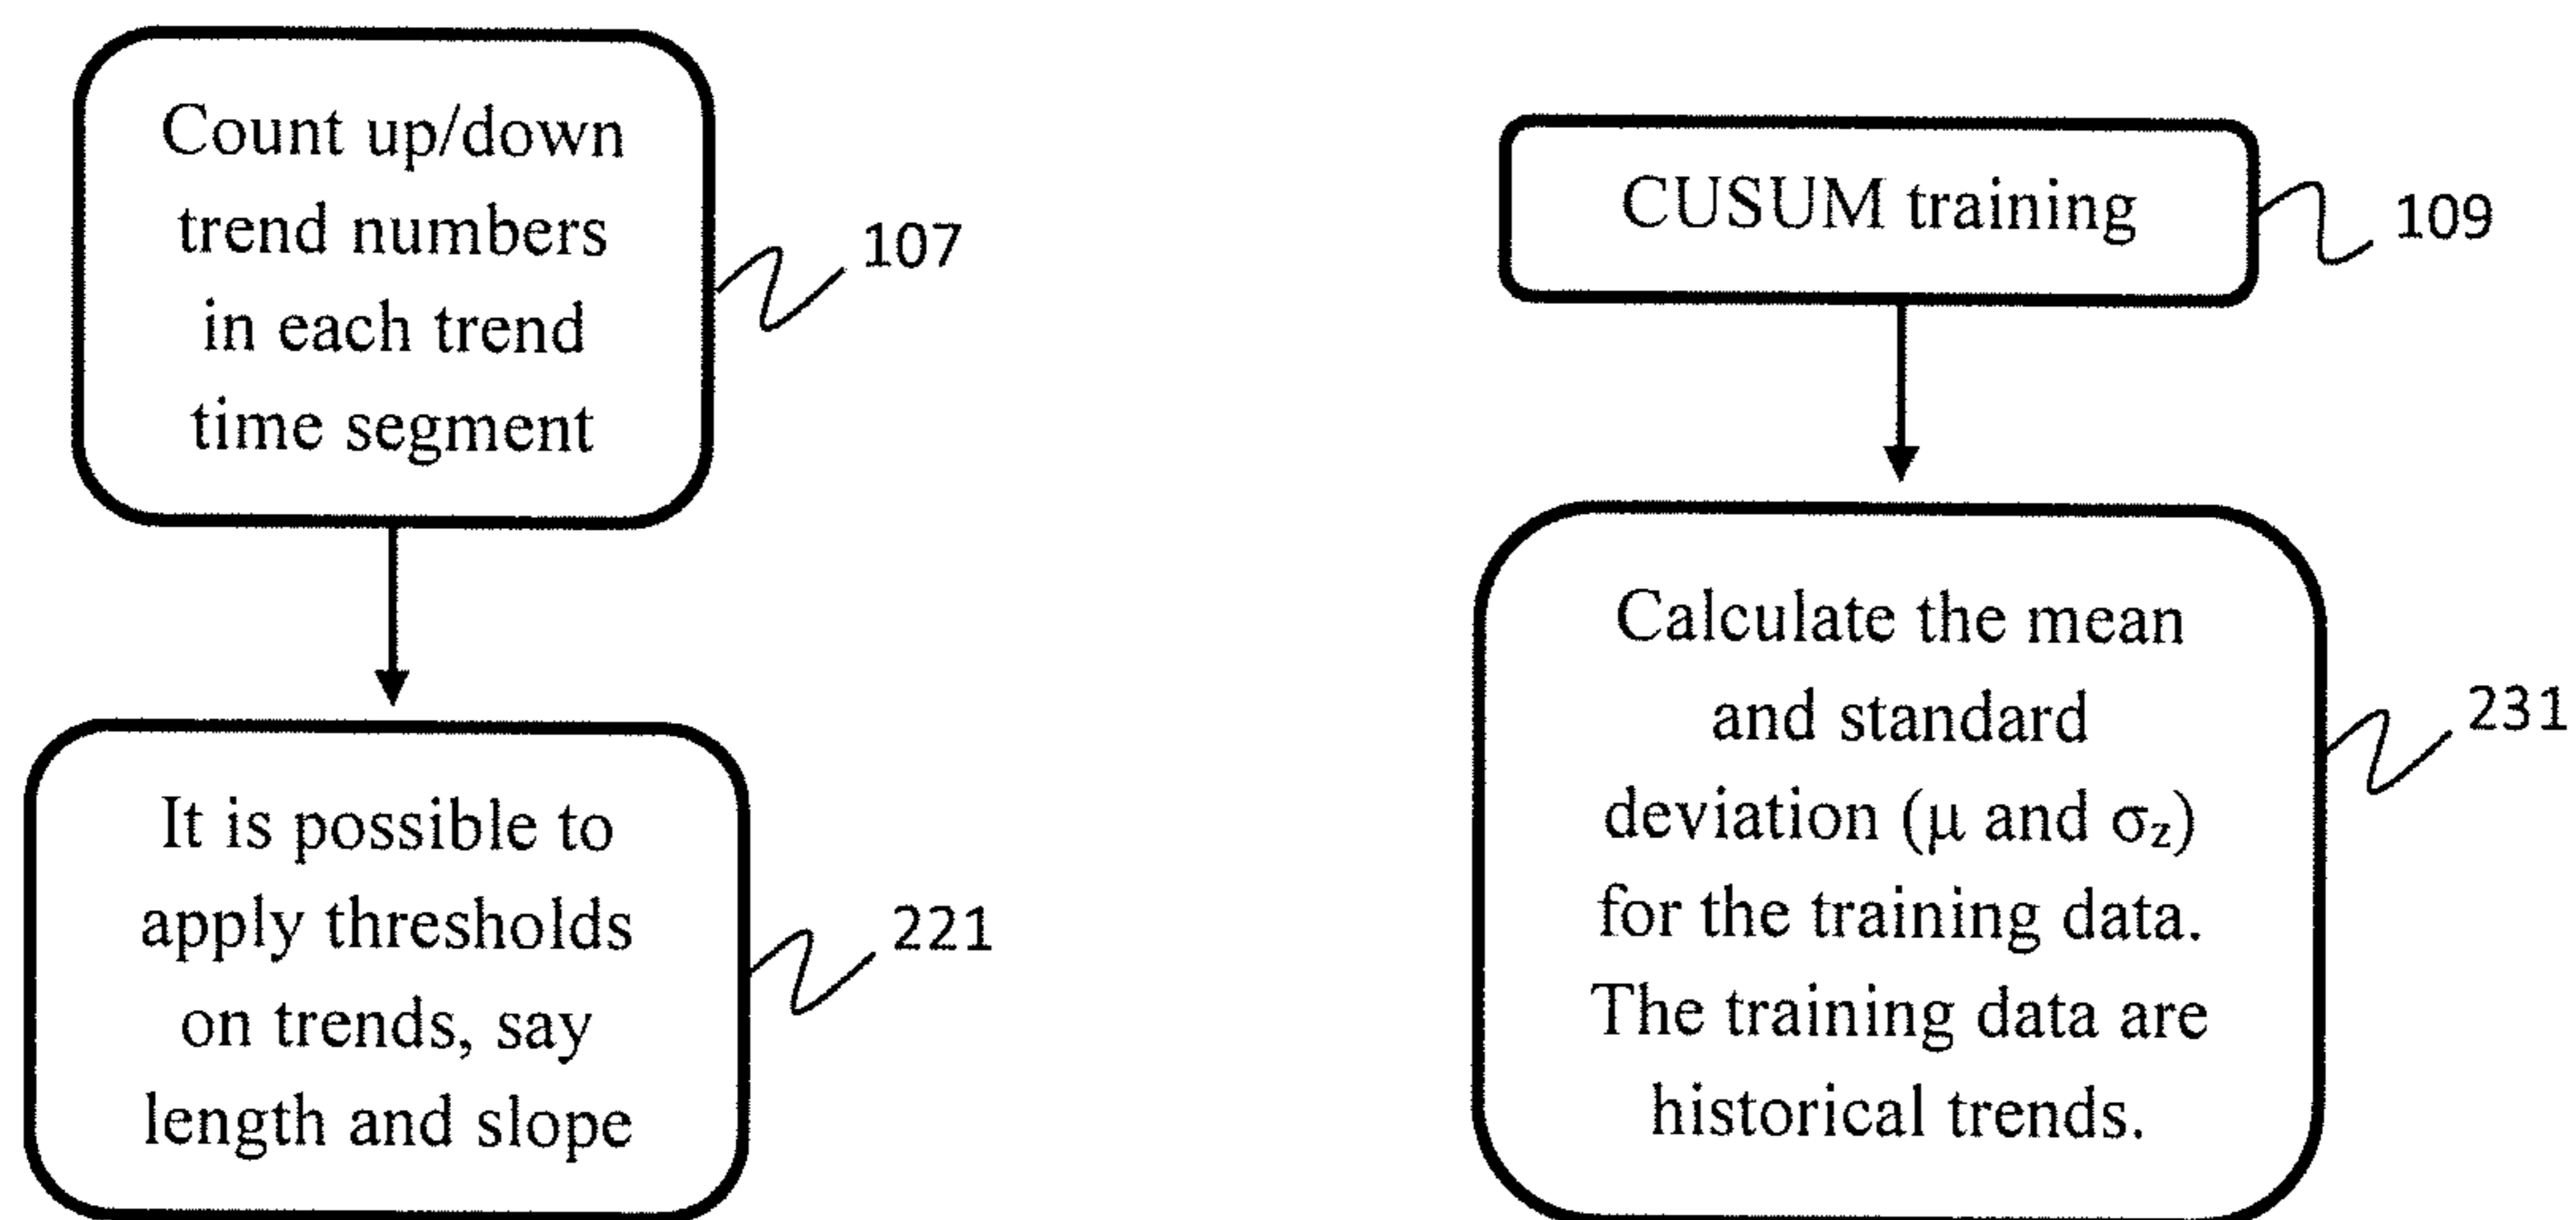 Count up/down
trend numbers
in each trend
time segment
107
It is possible to
apply thresholds
on trends, say
length and slope
221
CUSUM training
109
Calculate the mean
and standard
deviation (μ and σz)
for the training data.
The training data are
historical trends.
231